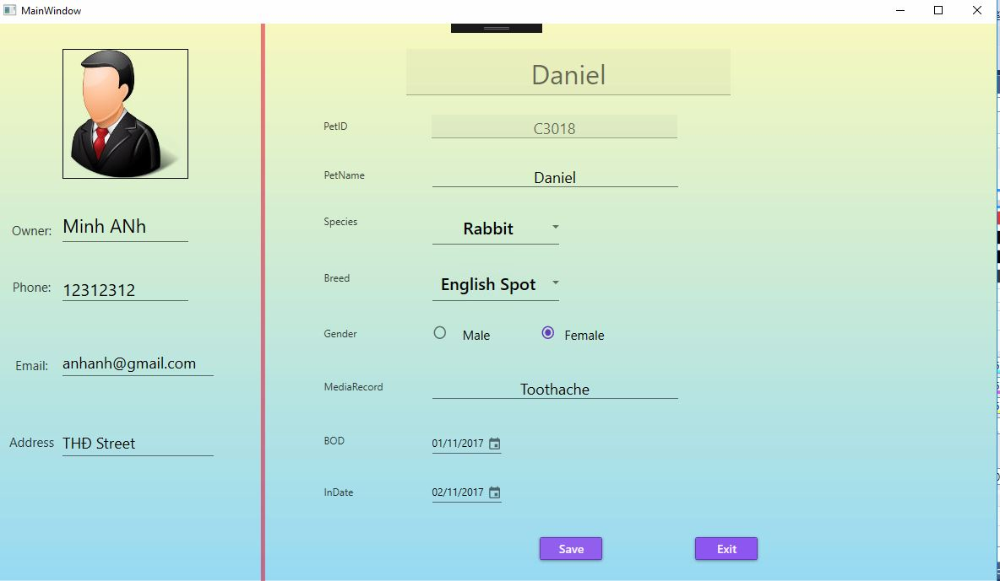 MainWindow
Daniel
PetID C3018
PetName Daniel
Species Rabbit
Breed English Spot
Gender Male Female
MediaRecord Toothache
BOD 01/11/2017
InDate 02/11/2017
Save Exit
Owner: Minh ANh
Phone: 12312312
Email: anhanh@gmail.com
Address THĐ Street